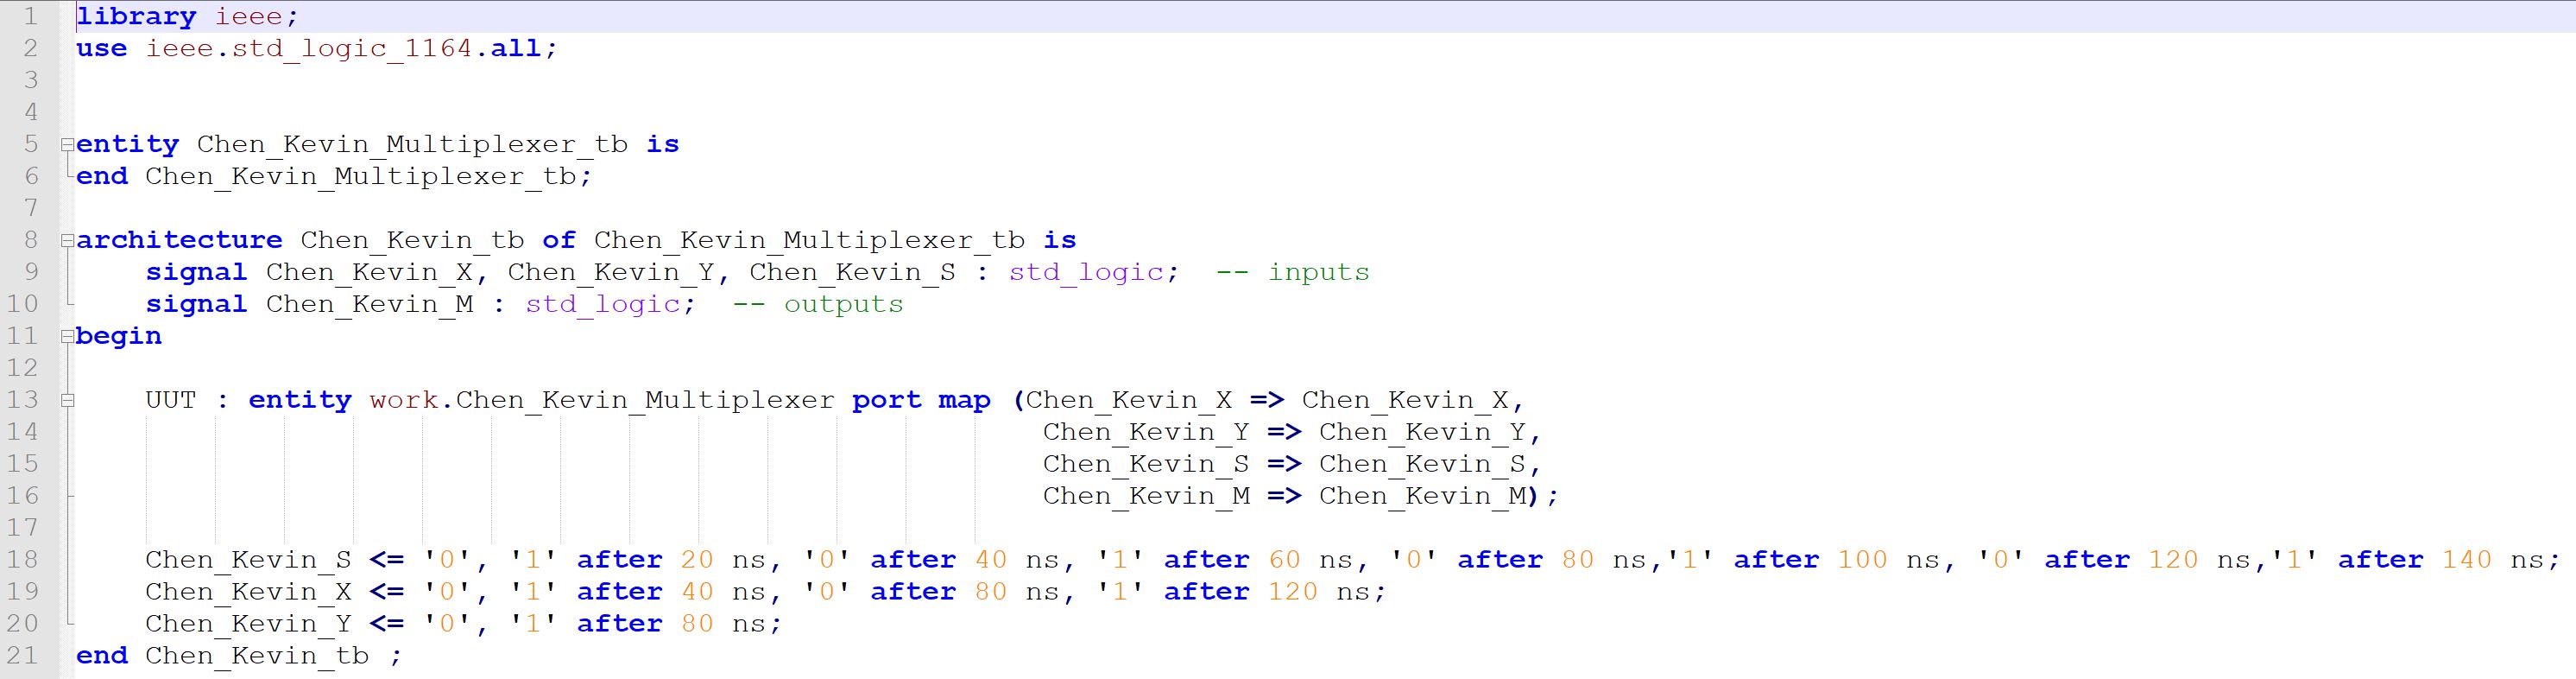 1 library ieee;
2 use ieee.std_logic_1164.all;
3
4
5 entity Chen_Kevin_Multiplexer_tb is
6 end Chen_Kevin_Multiplexer_tb;
7
8 architecture Chen_Kevin_tb of Chen_Kevin_Multiplexer_tb is
9 signal Chen_Kevin_X, Chen_Kevin_Y, Chen_Kevin_S : std_logic;  -- inputs
10 signal Chen_Kevin_M : std_logic;  -- outputs
11 begin
12
13 UUT : entity work.Chen_Kevin_Multiplexer port map (Chen_Kevin_X => Chen_Kevin_X,
14 Chen_Kevin_Y => Chen_Kevin_Y,
15 Chen_Kevin_S => Chen_Kevin_S,
16 Chen_Kevin_M => Chen_Kevin_M);
17
18 Chen_Kevin_S <= '0', '1' after 20 ns, '0' after 40 ns, '1' after 60 ns, '0' after 80 ns,'1' after 100 ns, '0' after 120 ns,'1' after 140 ns;
19 Chen_Kevin_X <= '0', '1' after 40 ns, '0' after 80 ns, '1' after 120 ns;
20 Chen_Kevin_Y <= '0', '1' after 80 ns;
21 end Chen_Kevin_tb ;